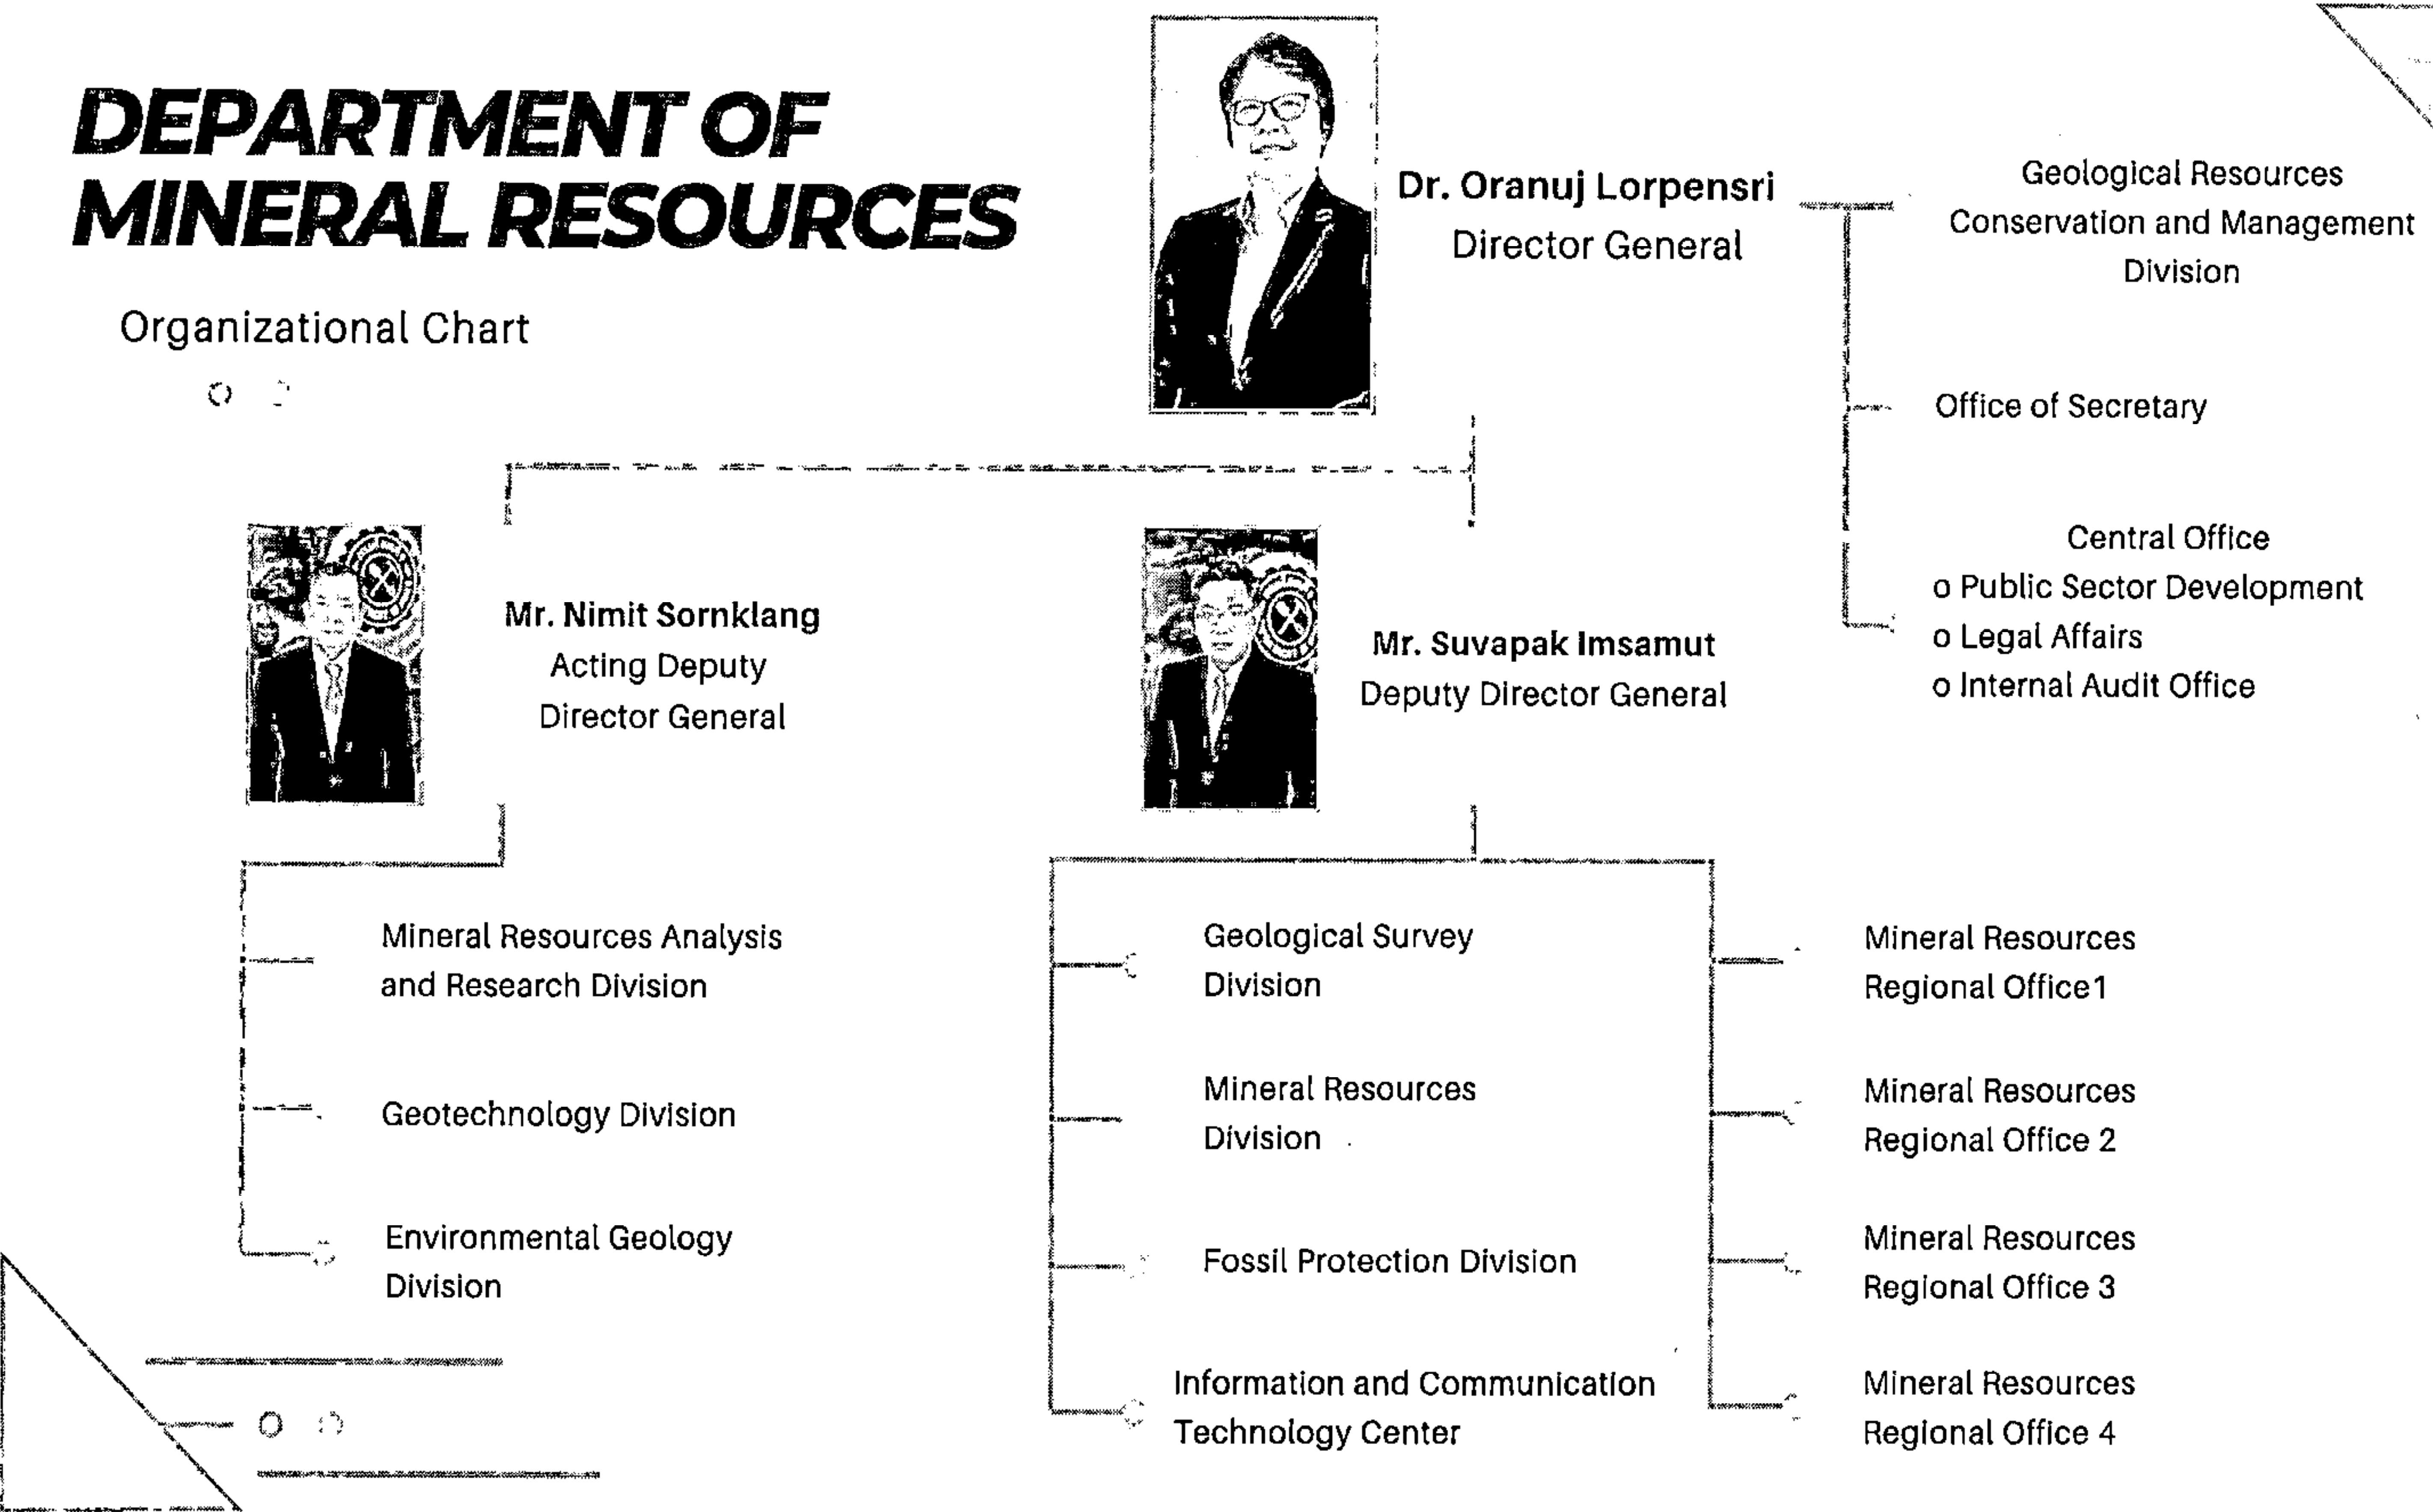 DEPARTMENT OF
MINERAL RESOURCES
Organizational Chart
Dr. Oranuj Lorpensri
Director General
Geological Resources
Conservation and Management
Division
Office of Secretary
Central Office
o Public Sector Development
o Legal Affairs
o Internal Audit Office
Mr. Nimit Sornklang
Acting Deputy
Director General
Mr. Suvapak Imsamut
Deputy Director General
Mineral Resources Analysis
and Research Division
Geotechnology Division
Environmental Geology
Division
Geological Survey
Division
Mineral Resources
Division
Fossil Protection Division
Information and Communication
Technology Center
Mineral Resources
Regional Office1
Mineral Resources
Regional Office 2
Mineral Resources
Regional Office 3
Mineral Resources
Regional Office 4